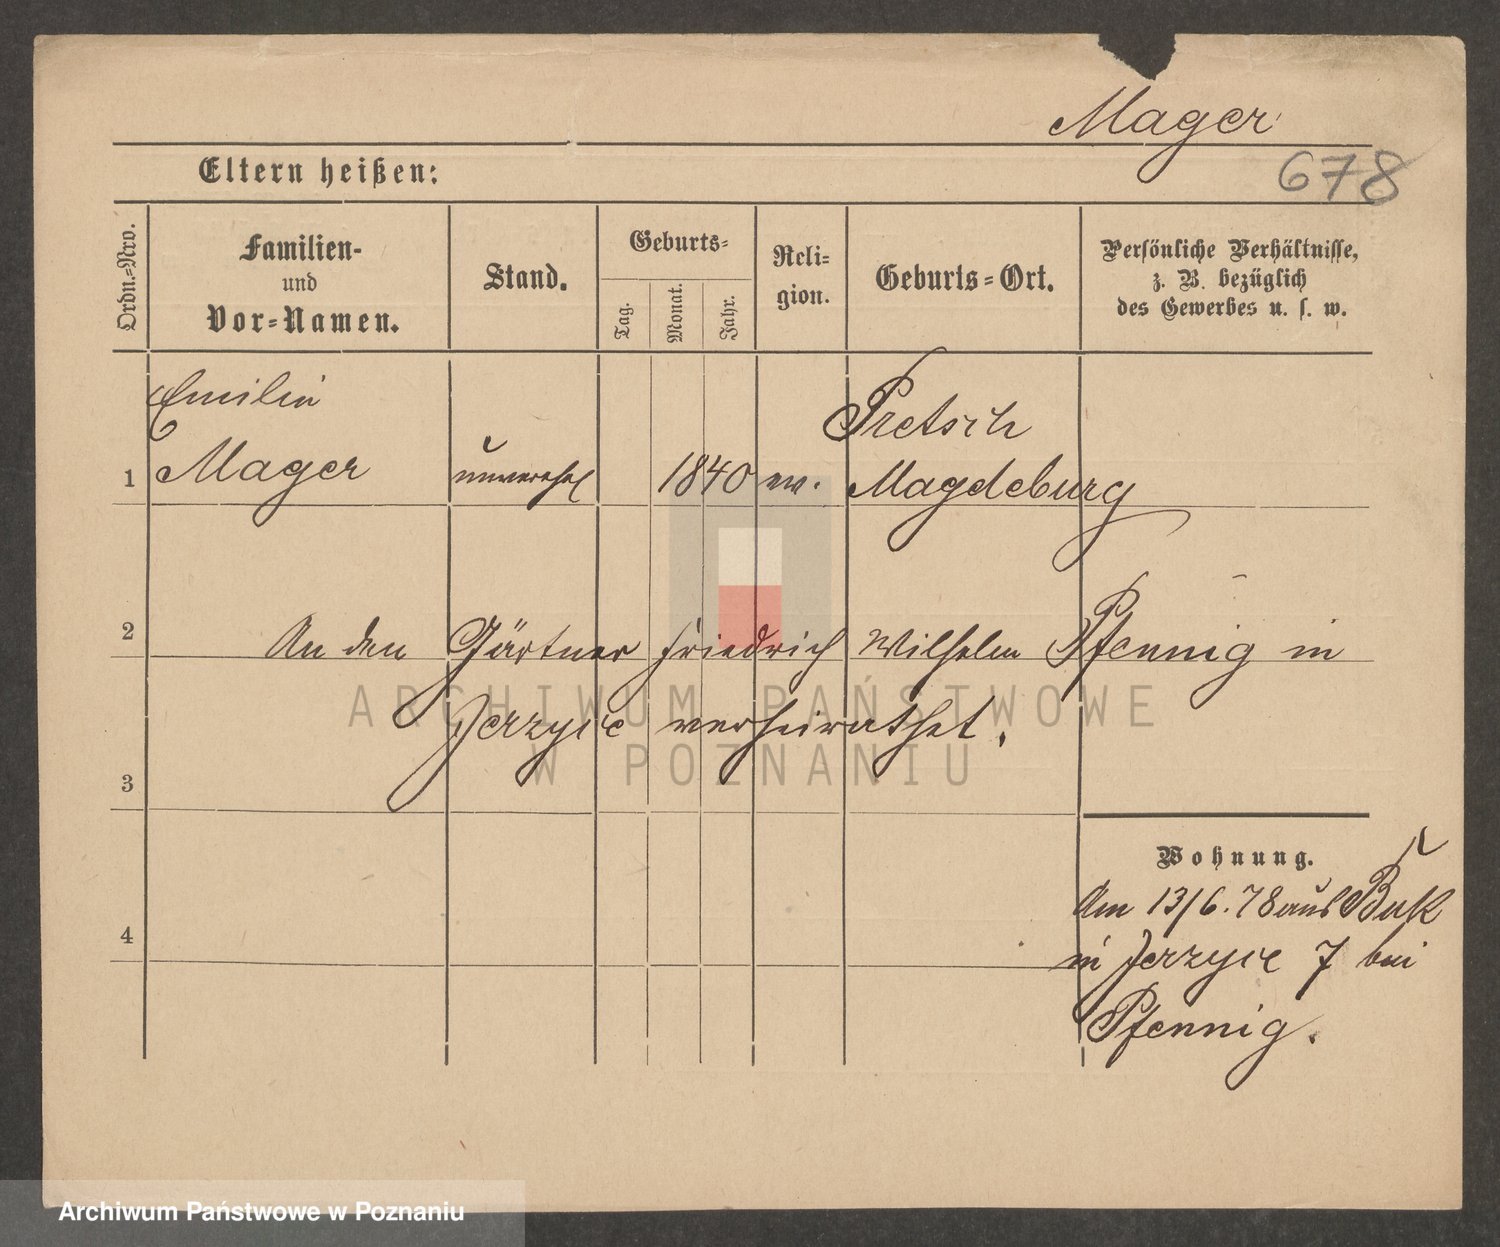 Mager
678
Eltern heißen:
Ordn.=Nro.
Familien-
und
Vor=Namen.
Stand.
Geburts=
Tag.
Monat.
Jahr.
Reli=
gion.
Geburts=Ort.
Persönliche Verhältnisse,
z. B. bezüglich
des Gewerbes u. s. w.
Emilie
Pretsch
1 Mager unverehel 1840 ev. Magdeburg
2 An den Gärtner Friedrich Wilhelm Pfennig in
Jerzyce verheirathet.
3
Wohnung.
Am 13/6.78 aus Buk
4
in Jerzyce 7 bei
Pfennig.
ARCHIWUM PAŃSTWOWE
W POZNANIU
Archiwum Państwowe w Poznaniu